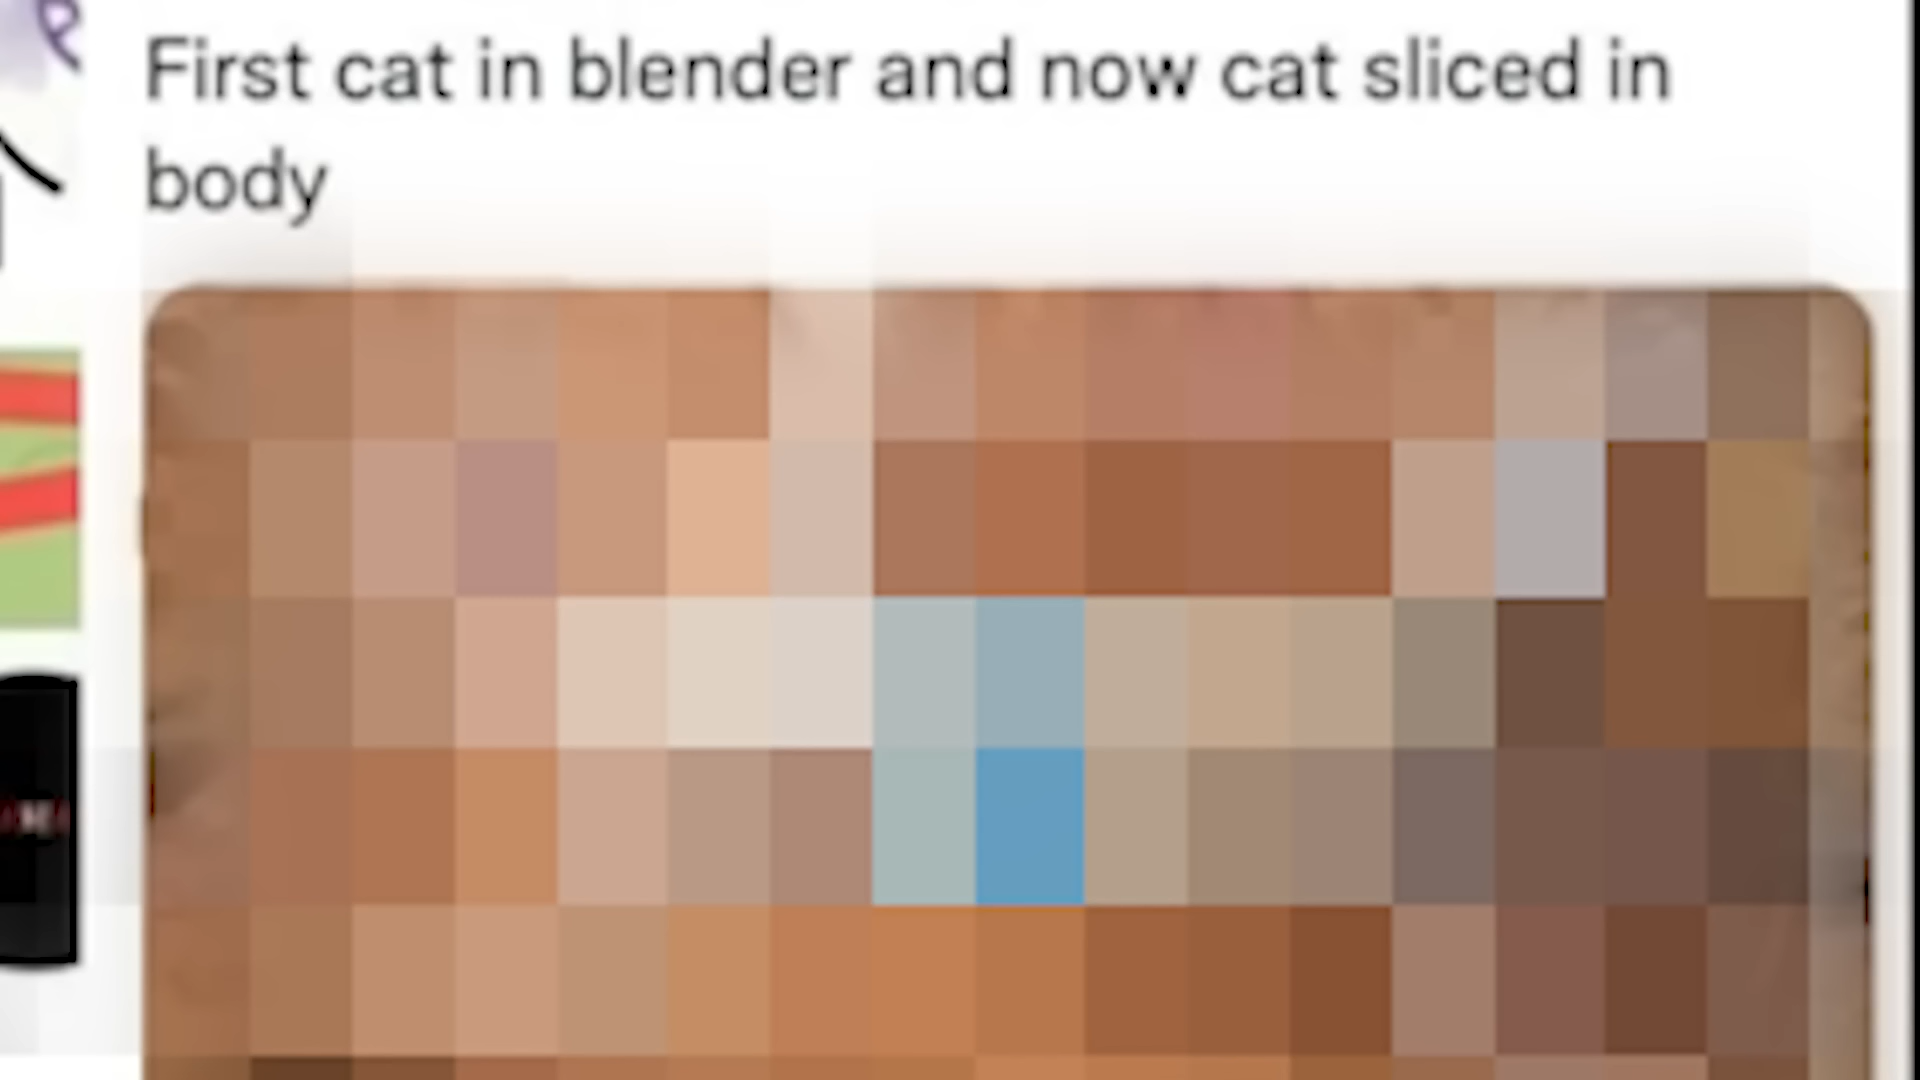 First cat in blender and now cat sliced in
body